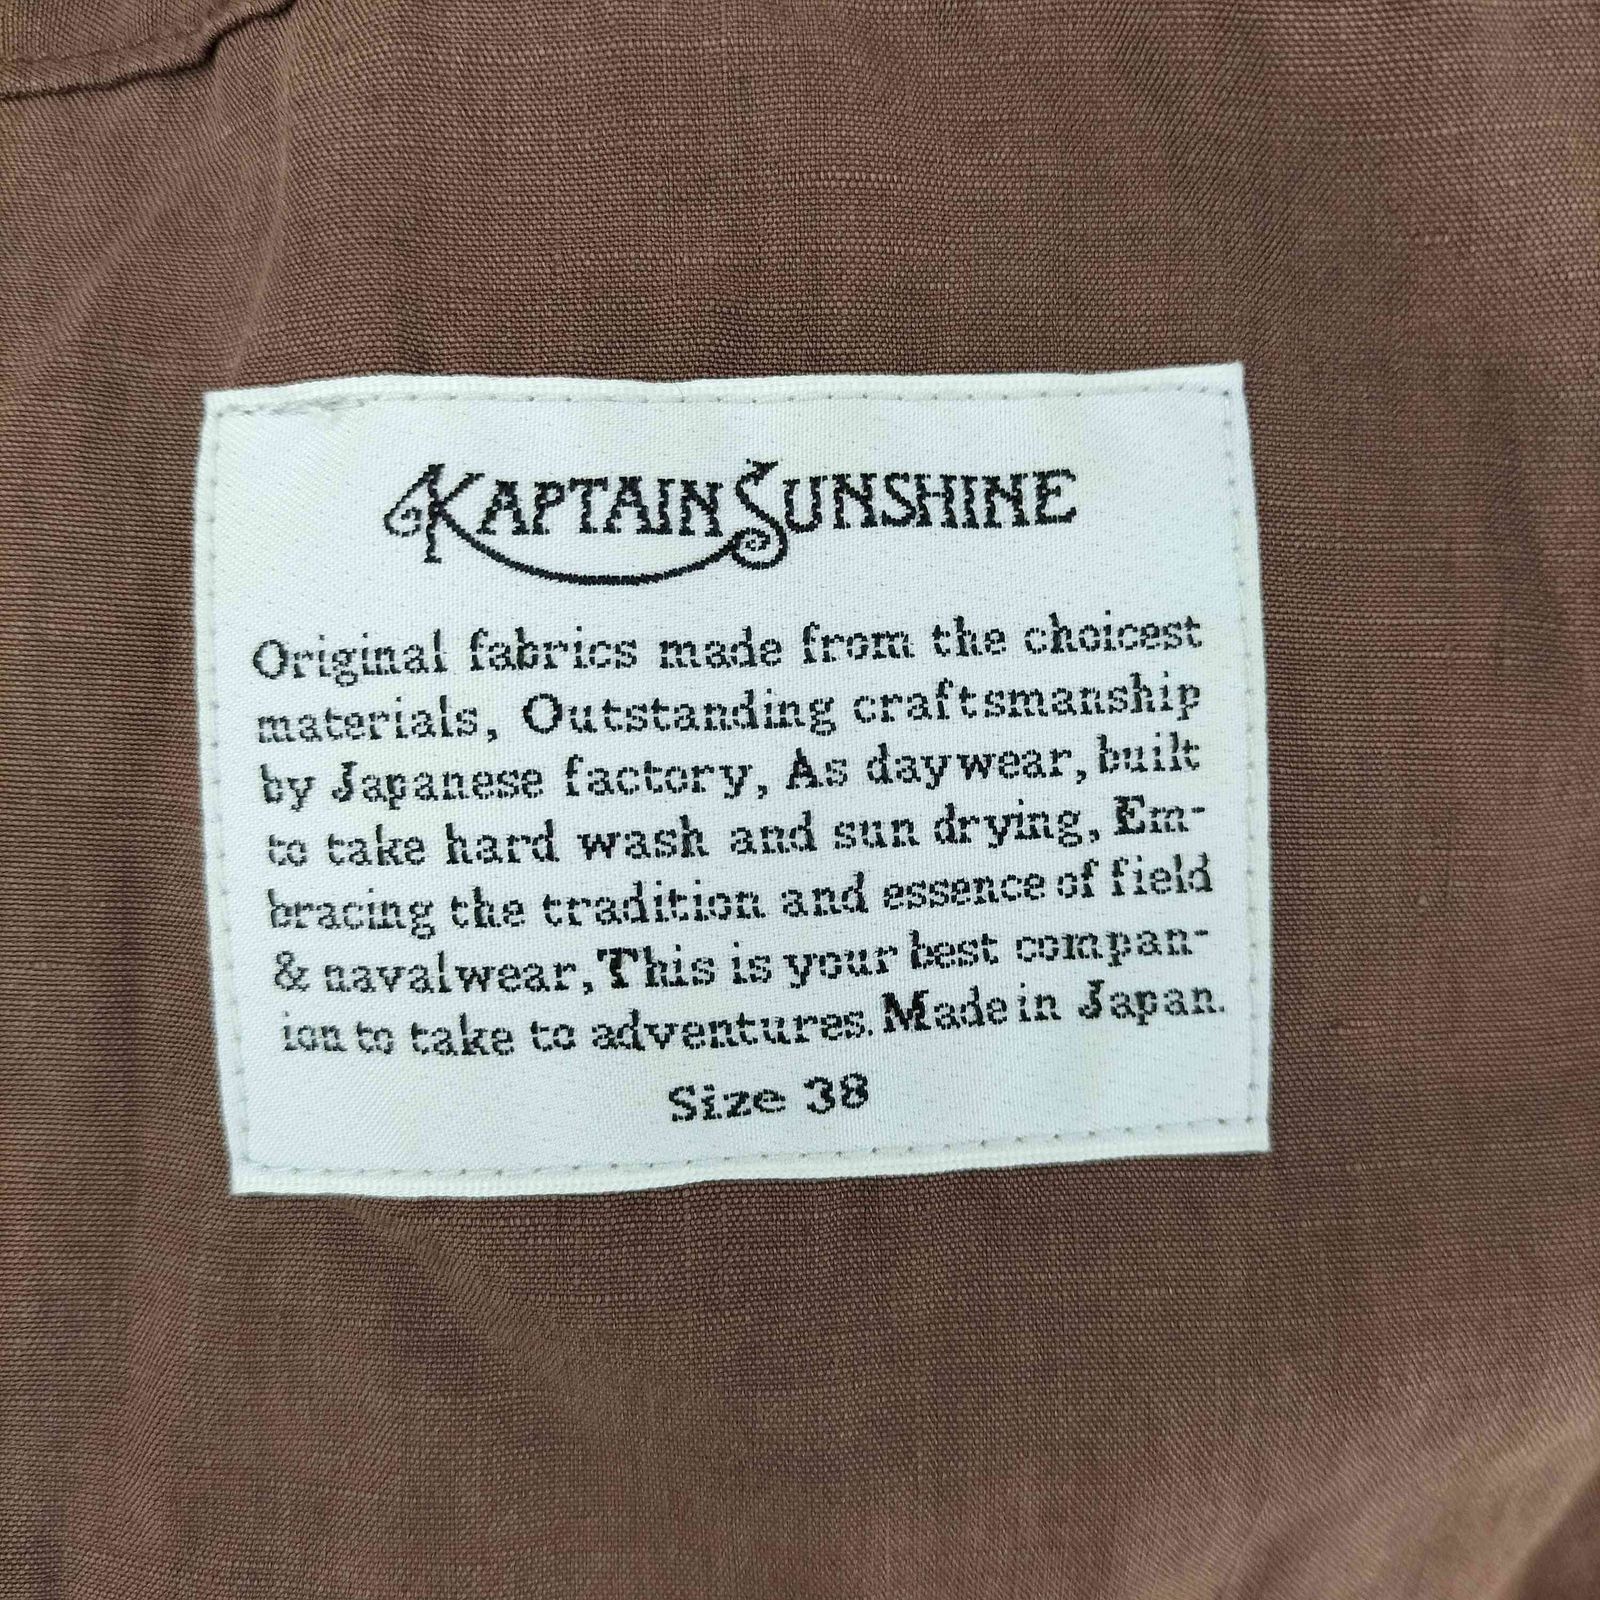 KAPTAIN SUNSHINE
Original fabrics made from the choicest
materials, Outstanding craftsmanship
by Japanese factory, As daywear, built
to take hard wash and sun drying, Em-
bracing the tradition and essence of field
& navalwear, This is your best compan-
ion to take to adventures. Made in Japan.
Size 38